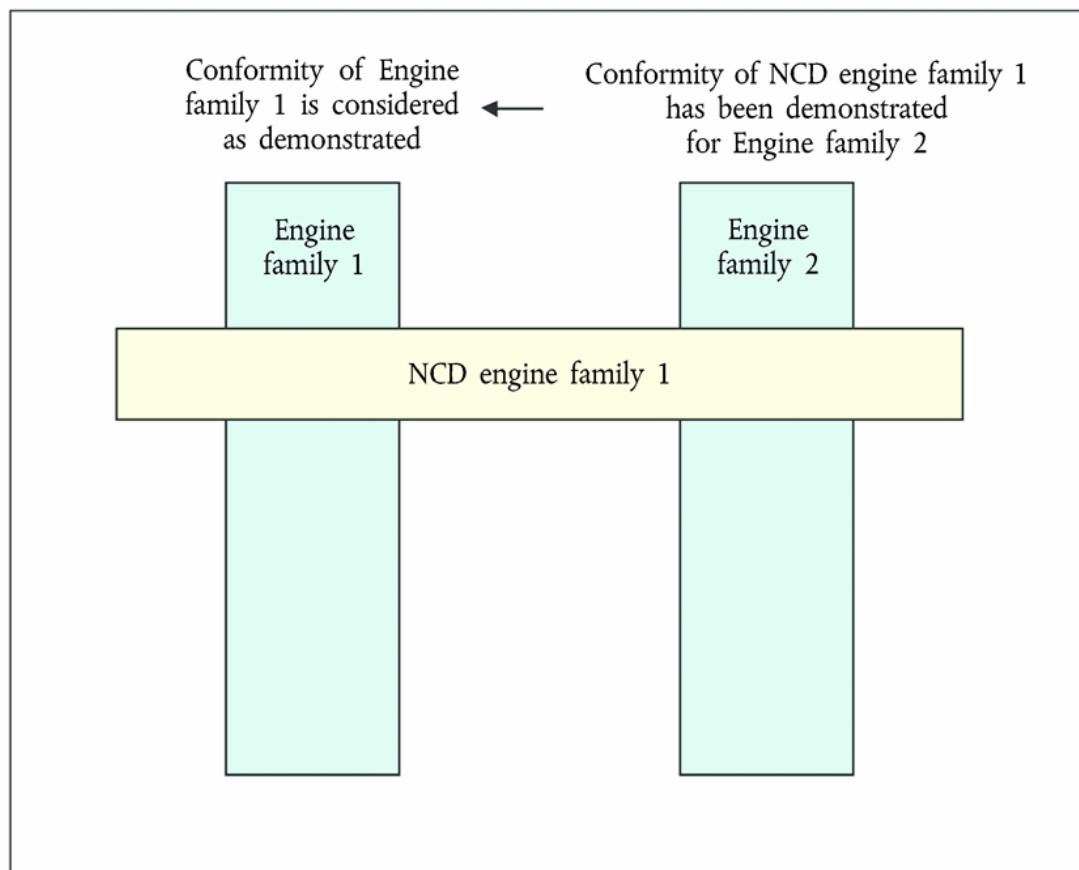 Conformity of Engine
family 1 is considered
as demonstrated
Conformity of NCD engine family 1
has been demonstrated
for Engine family 2
Engine
family 1
Engine
family 2
NCD engine family 1